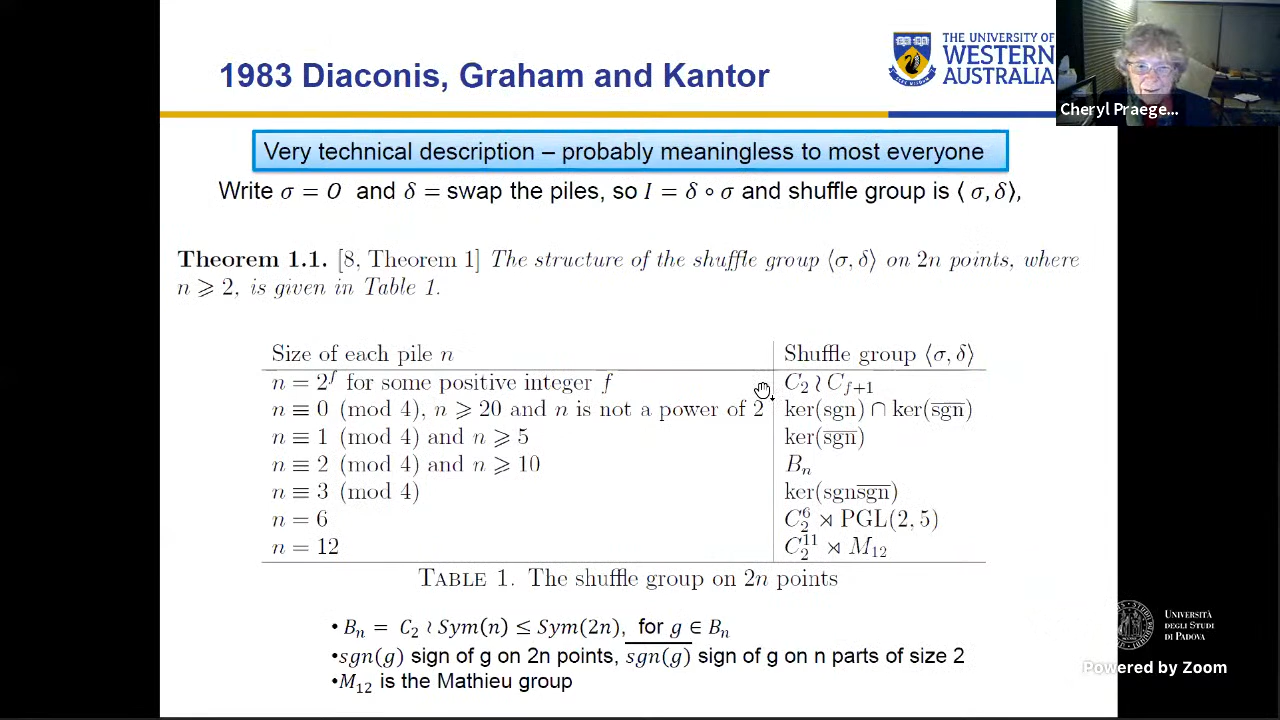 1983 Diaconis, Graham and Kantor
THE UNIVERSITY OF
WESTERN
AUSTRALIA
Cheryl Praege...
Very technical description – probably meaningless to most everyone
Write σ = O and δ = swap the piles, so I = δ ∘ σ and shuffle group is ⟨ σ, δ⟩,
Theorem 1.1. [8, Theorem 1] The structure of the shuffle group ⟨σ, δ⟩ on 2n points, where
n ⩾ 2, is given in Table 1.
Size of each pile n Shuffle group ⟨σ, δ⟩
n = 2^f for some positive integer f C₂ ≀ C_{f+1}
n ≡ 0 (mod 4), n ⩾ 20 and n is not a power of 2 ker(sgn) ∩ ker(s̅g̅n̅)
n ≡ 1 (mod 4) and n ⩾ 5 ker(s̅g̅n̅)
n ≡ 2 (mod 4) and n ⩾ 10 Bₙ
n ≡ 3 (mod 4) ker(sgns̅g̅n̅)
n = 6 C₂⁶ ⋊ PGL(2, 5)
n = 12 C₂¹¹ ⋊ M₁₂
TABLE 1. The shuffle group on 2n points
• Bₙ = C₂ ≀ Sym(n) ≤ Sym(2n), for g ∈ Bₙ
•sgn(g) sign of g on 2n points, s̅g̅n̅(̅g̅)̅ sign of g on n parts of size 2
•M₁₂ is the Mathieu group
UNIVERSITÀ
DEGLI STUDI
DI PADOVA
Powered by Zoom